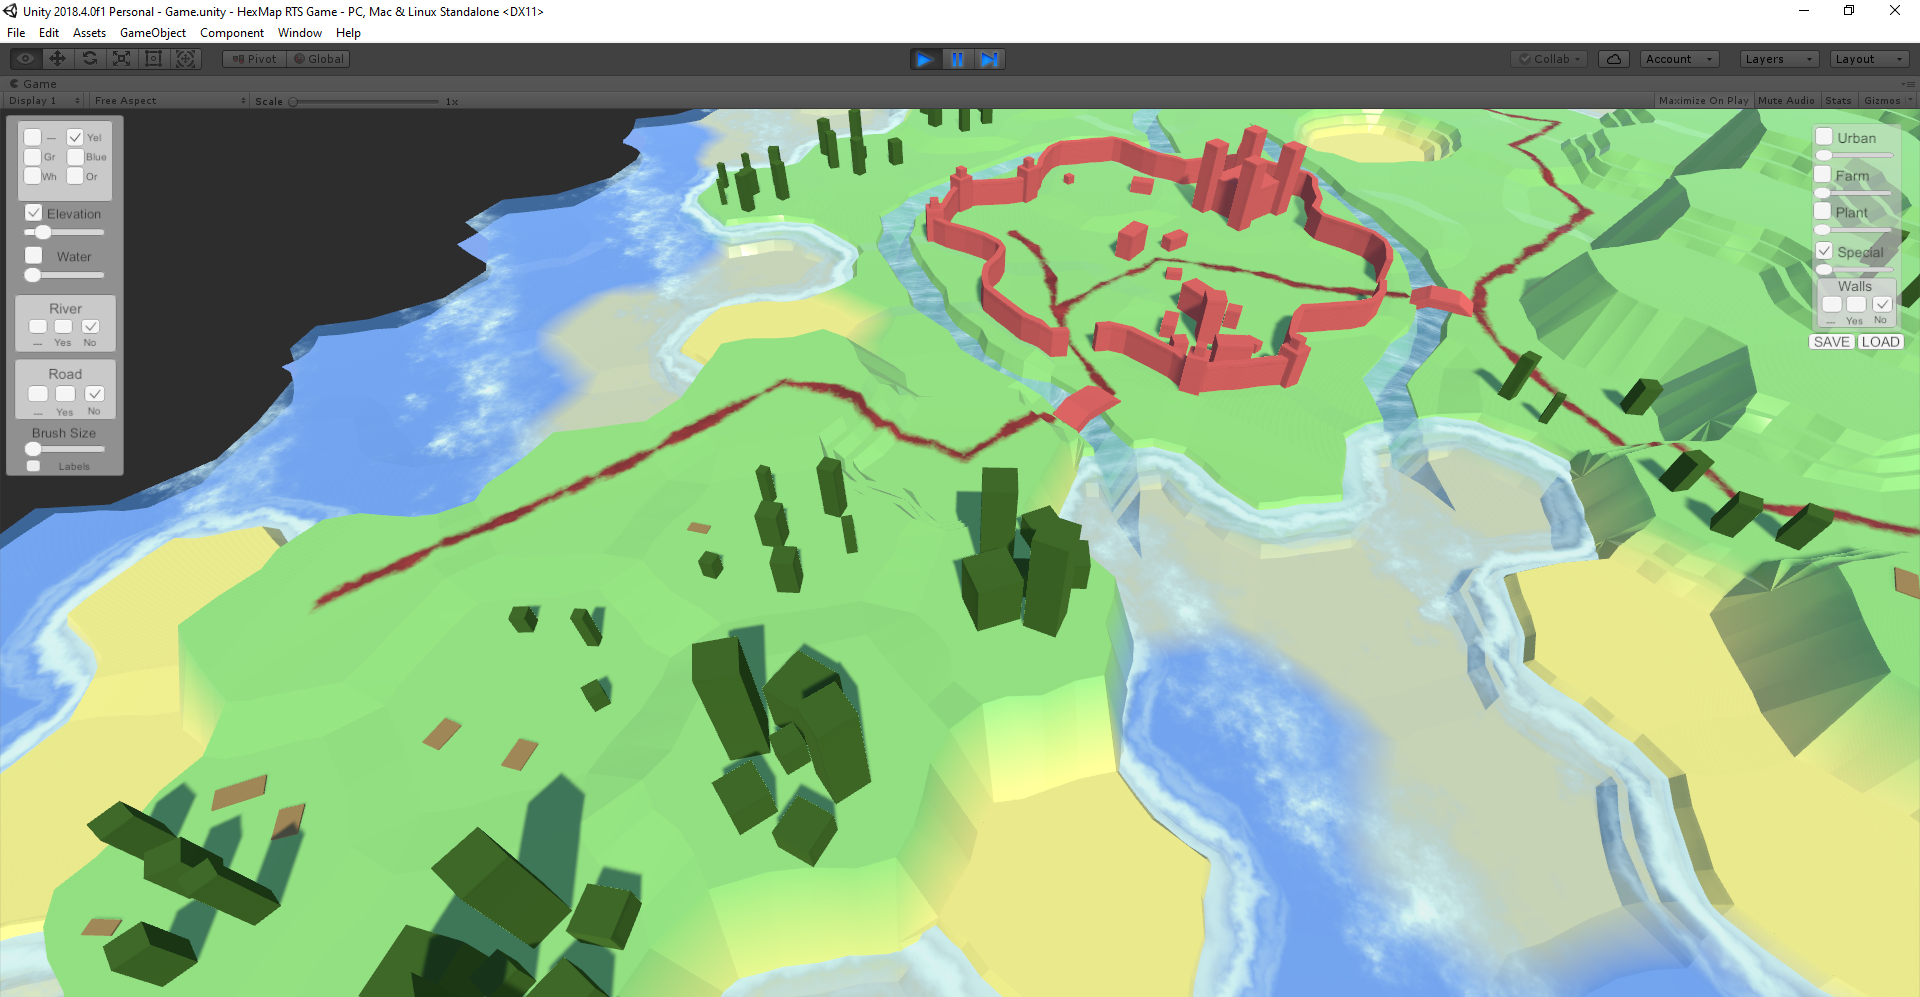 Unity 2018.4.0f1 Personal - Game.unity - HexMap RTS Game - PC, Mac & Linux Standalone <DX11>
File Edit Assets GameObject Component Window Help
Pivot Global Collab Account Layers Layout
Game
Display 1 Free Aspect Scale 1x Maximize On Play Mute Audio Stats Gizmos
--- Yel
Gr Blue
Wh Or
Elevation
Water
River
--- Yes No
Road
--- Yes No
Brush Size
Labels
Urban
Farm
Plant
Special
Walls
--- Yes No
SAVE LOAD